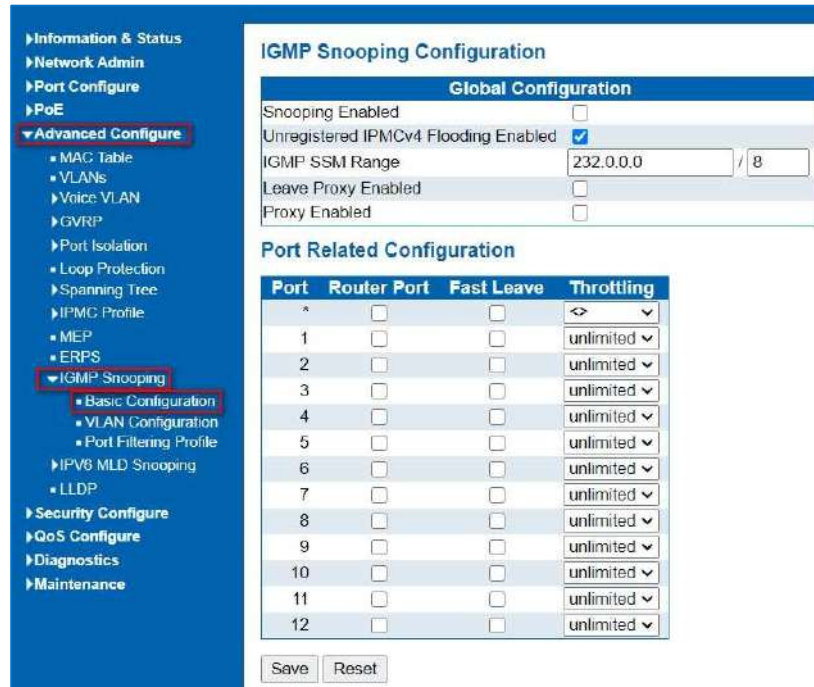 Information & Status
Network Admin
Port Configure
PoE
Advanced Configure
MAC Table
VLANs
Voice VLAN
GVRP
Port Isolation
Loop Protection
Spanning Tree
IPMC Profile
MEP
ERPS
IGMP Snooping
Basic Configuration
VLAN Configuration
Port Filtering Profile
IPV6 MLD Snooping
LLDP
Security Configure
QoS Configure
Diagnostics
Maintenance
IGMP Snooping Configuration
Global Configuration
Snooping Enabled
Unregistered IPMCv4 Flooding Enabled
IGMP SSM Range 232.0.0.0 / 8
Leave Proxy Enabled
Proxy Enabled
Port Related Configuration
Port Router Port Fast Leave Throttling
* <>
1 unlimited
2 unlimited
3 unlimited
4 unlimited
5 unlimited
6 unlimited
7 unlimited
8 unlimited
9 unlimited
10 unlimited
11 unlimited
12 unlimited
Save Reset